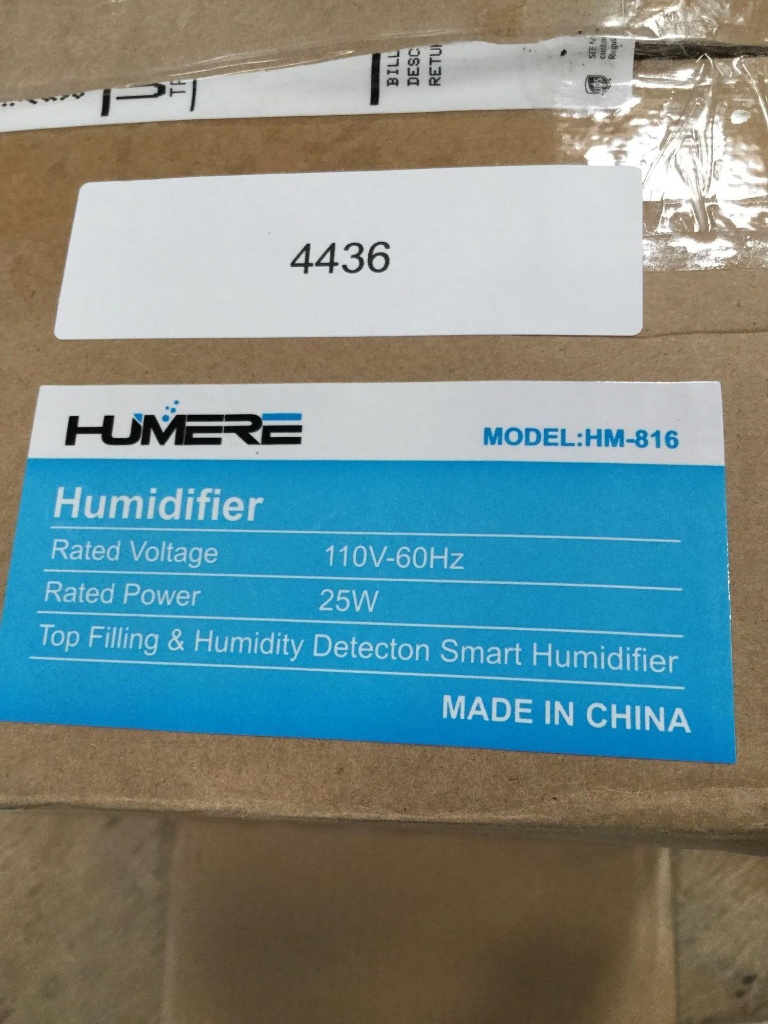 BILL
DESC
RETU
SEE N
4436
HUMERE
MODEL:HM-816
Humidifier
Rated Voltage 110V-60Hz
Rated Power 25W
Top Filling & Humidity Detecton Smart Humidifier
MADE IN CHINA